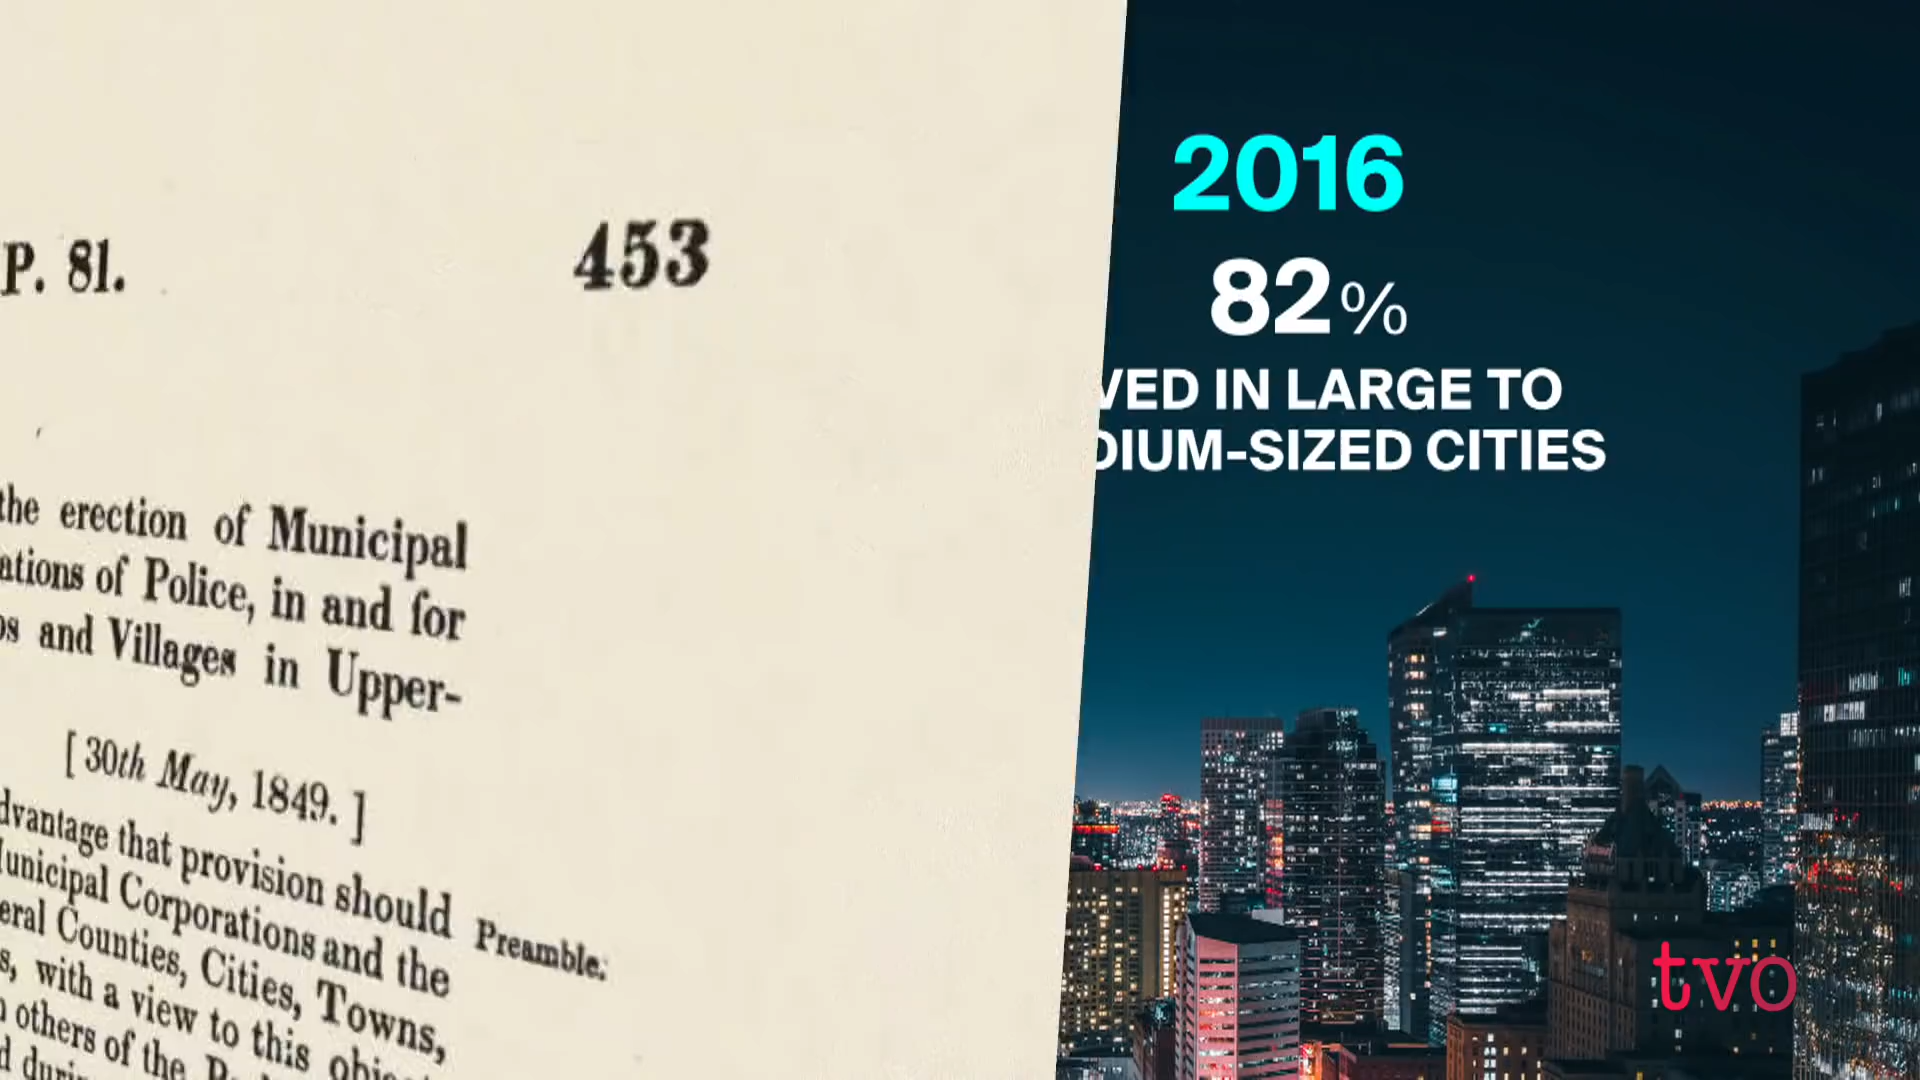 P. 81.
453
the erection of Municipal
ations of Police, in and for
and Villages in Upper-
[ 30th May, 1849. ]
dvantage that provision should
Preamble.
unicipal Corporations and the
eral Counties, Cities, Towns,
with a view to this
others of the
2016
82%
VED IN LARGE TO
DIUM-SIZED CITIES
tvo